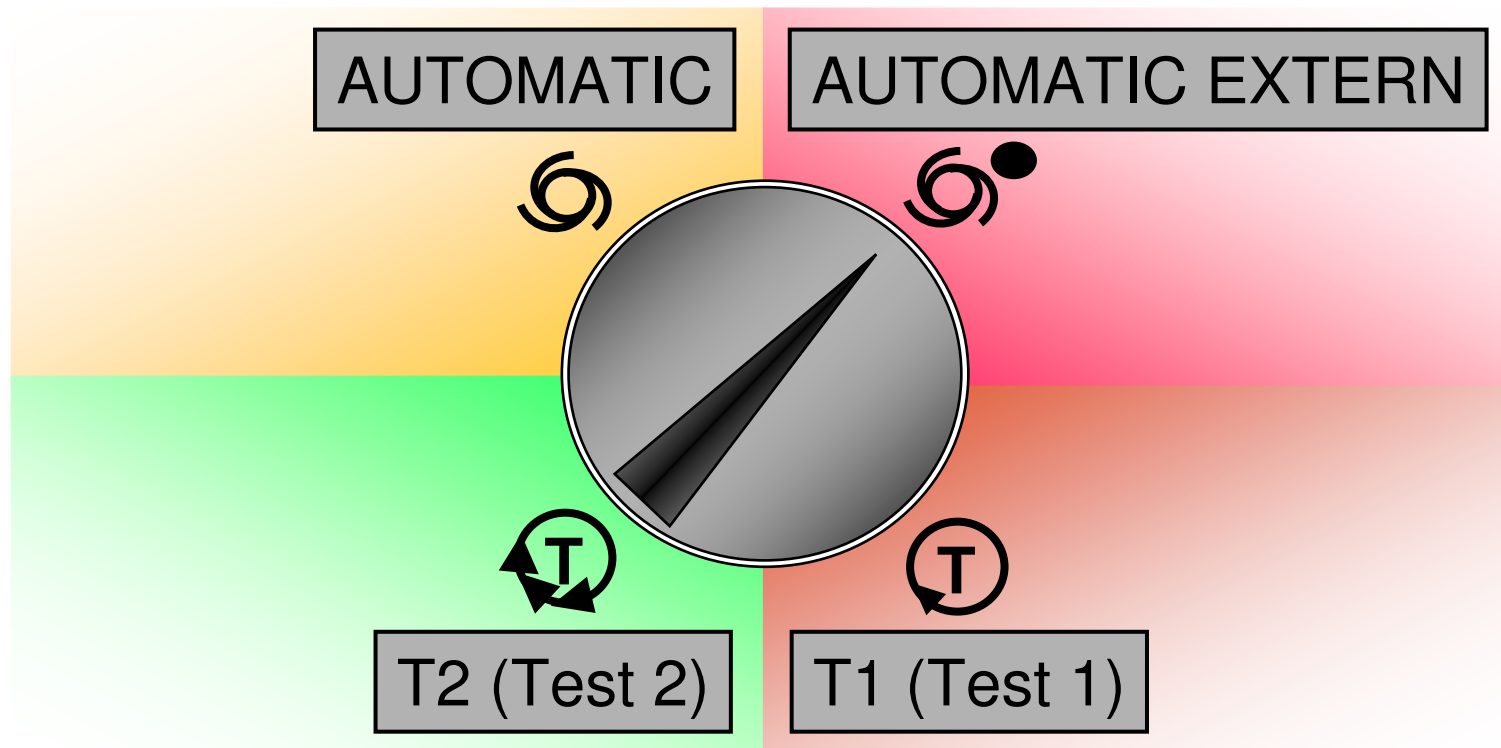 AUTOMATIC
AUTOMATIC EXTERN
T
T
T2 (Test 2)
T1 (Test 1)